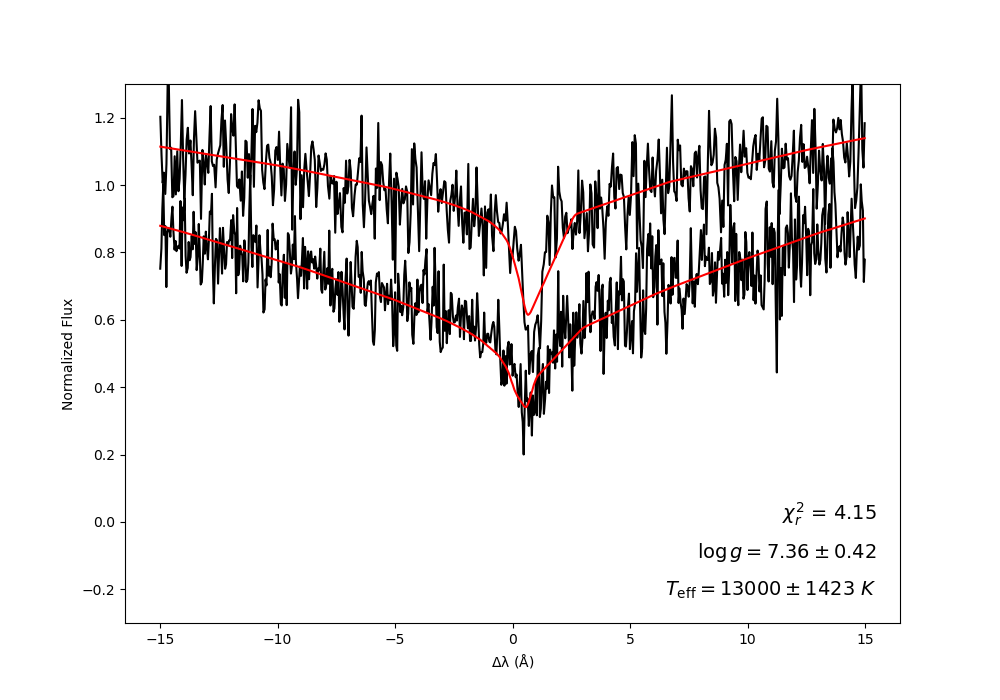 1.2
1.0
0.8
0.6
0.4
0.2
0.0
−0.2
Normalized Flux
χ²ᵣ = 4.15
log g = 7.36 ± 0.42
T_eff = 13000 ± 1423 K
−15 −10 −5 0 5 10 15
Δλ (Å)